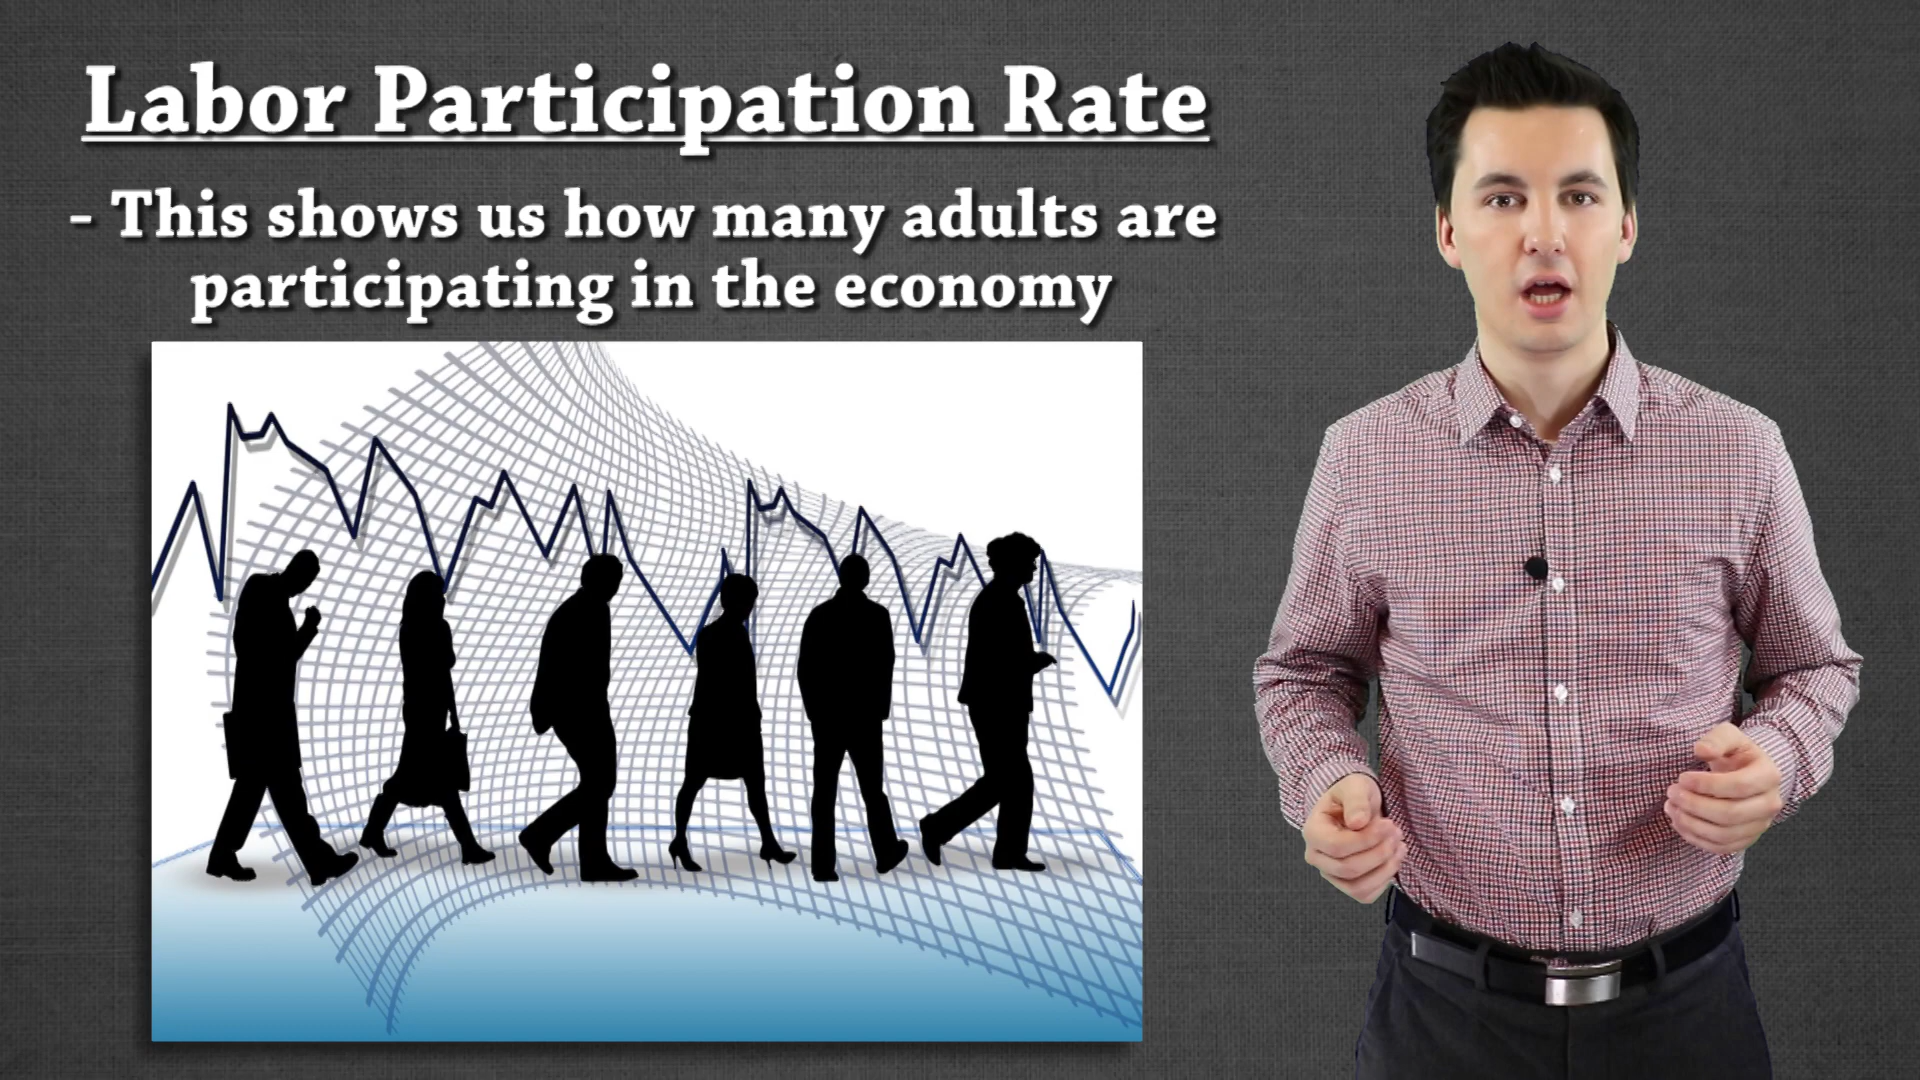 Labor Participation Rate
- This shows us how many adults are
participating in the economy